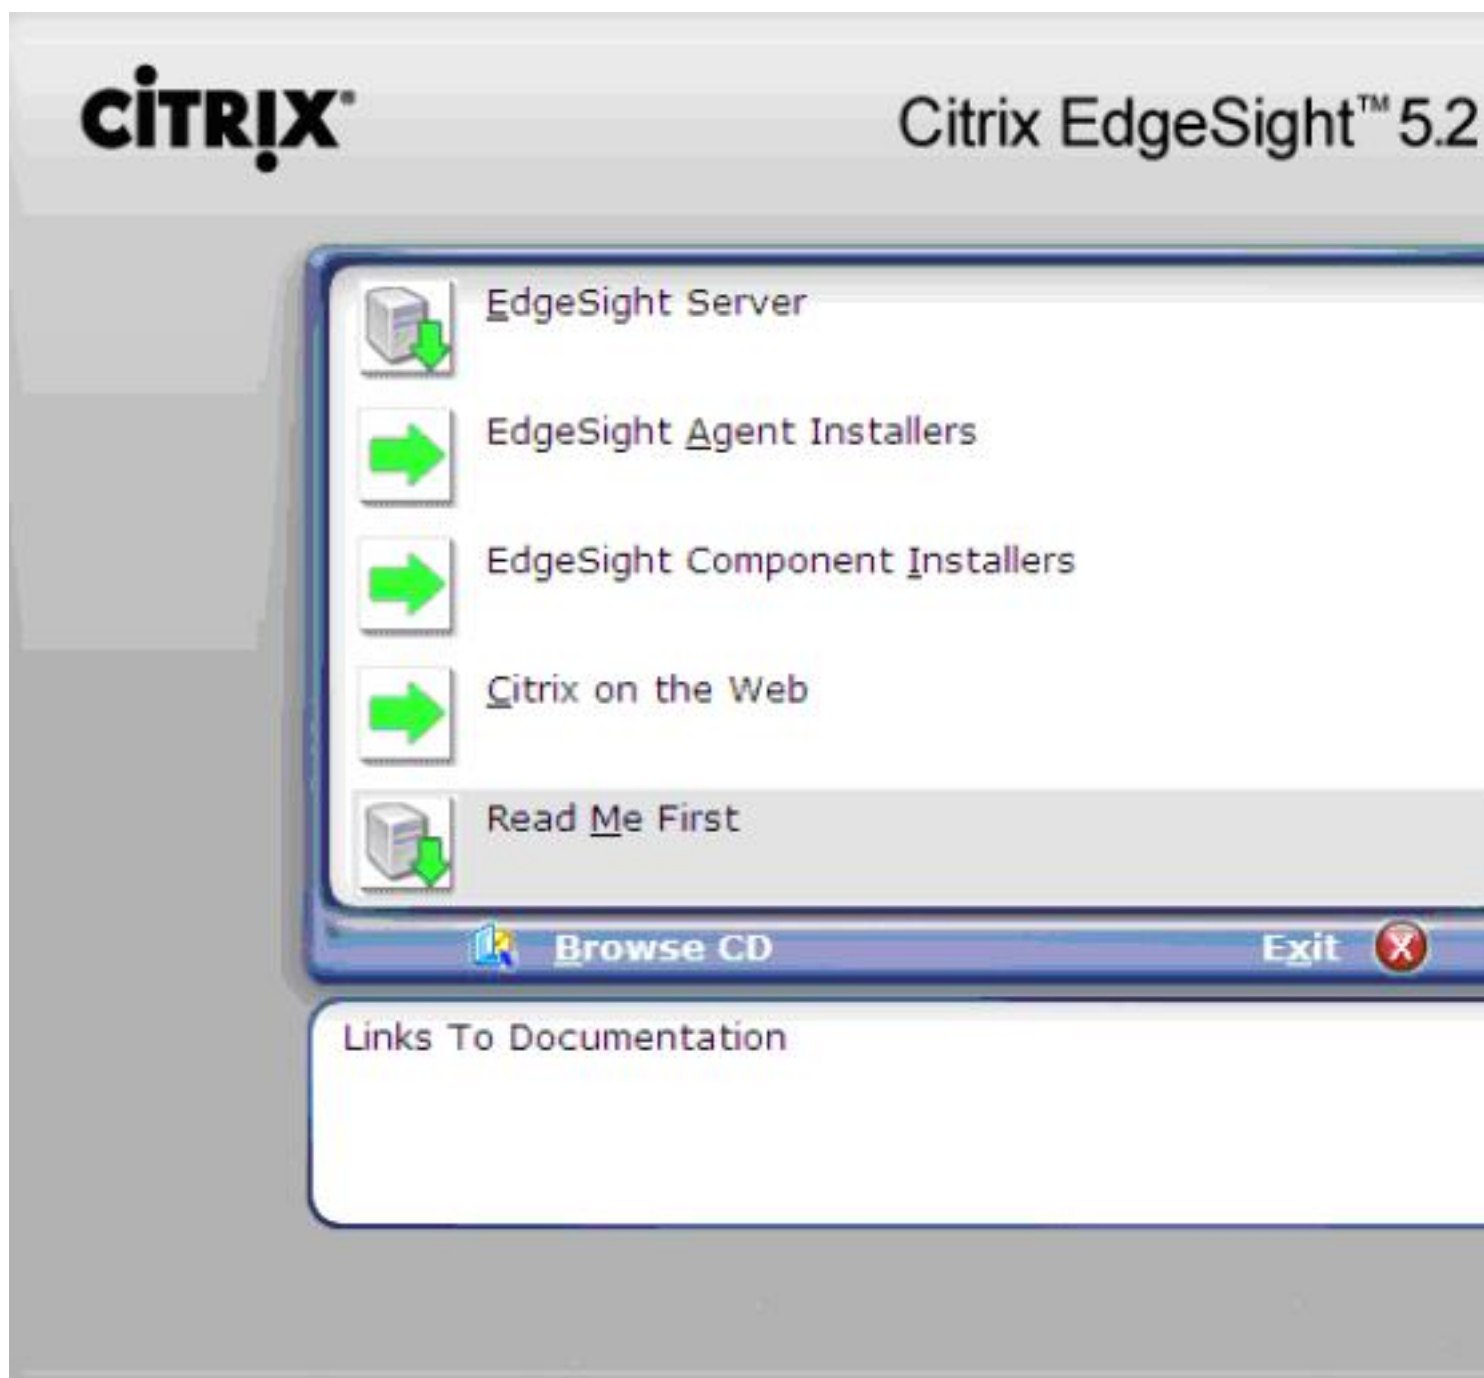 CiTRIX®
Citrix EdgeSight™ 5.2
EdgeSight Server
EdgeSight Agent Installers
EdgeSight Component Installers
Citrix on the Web
Read Me First
Browse CD
Exit
Links To Documentation